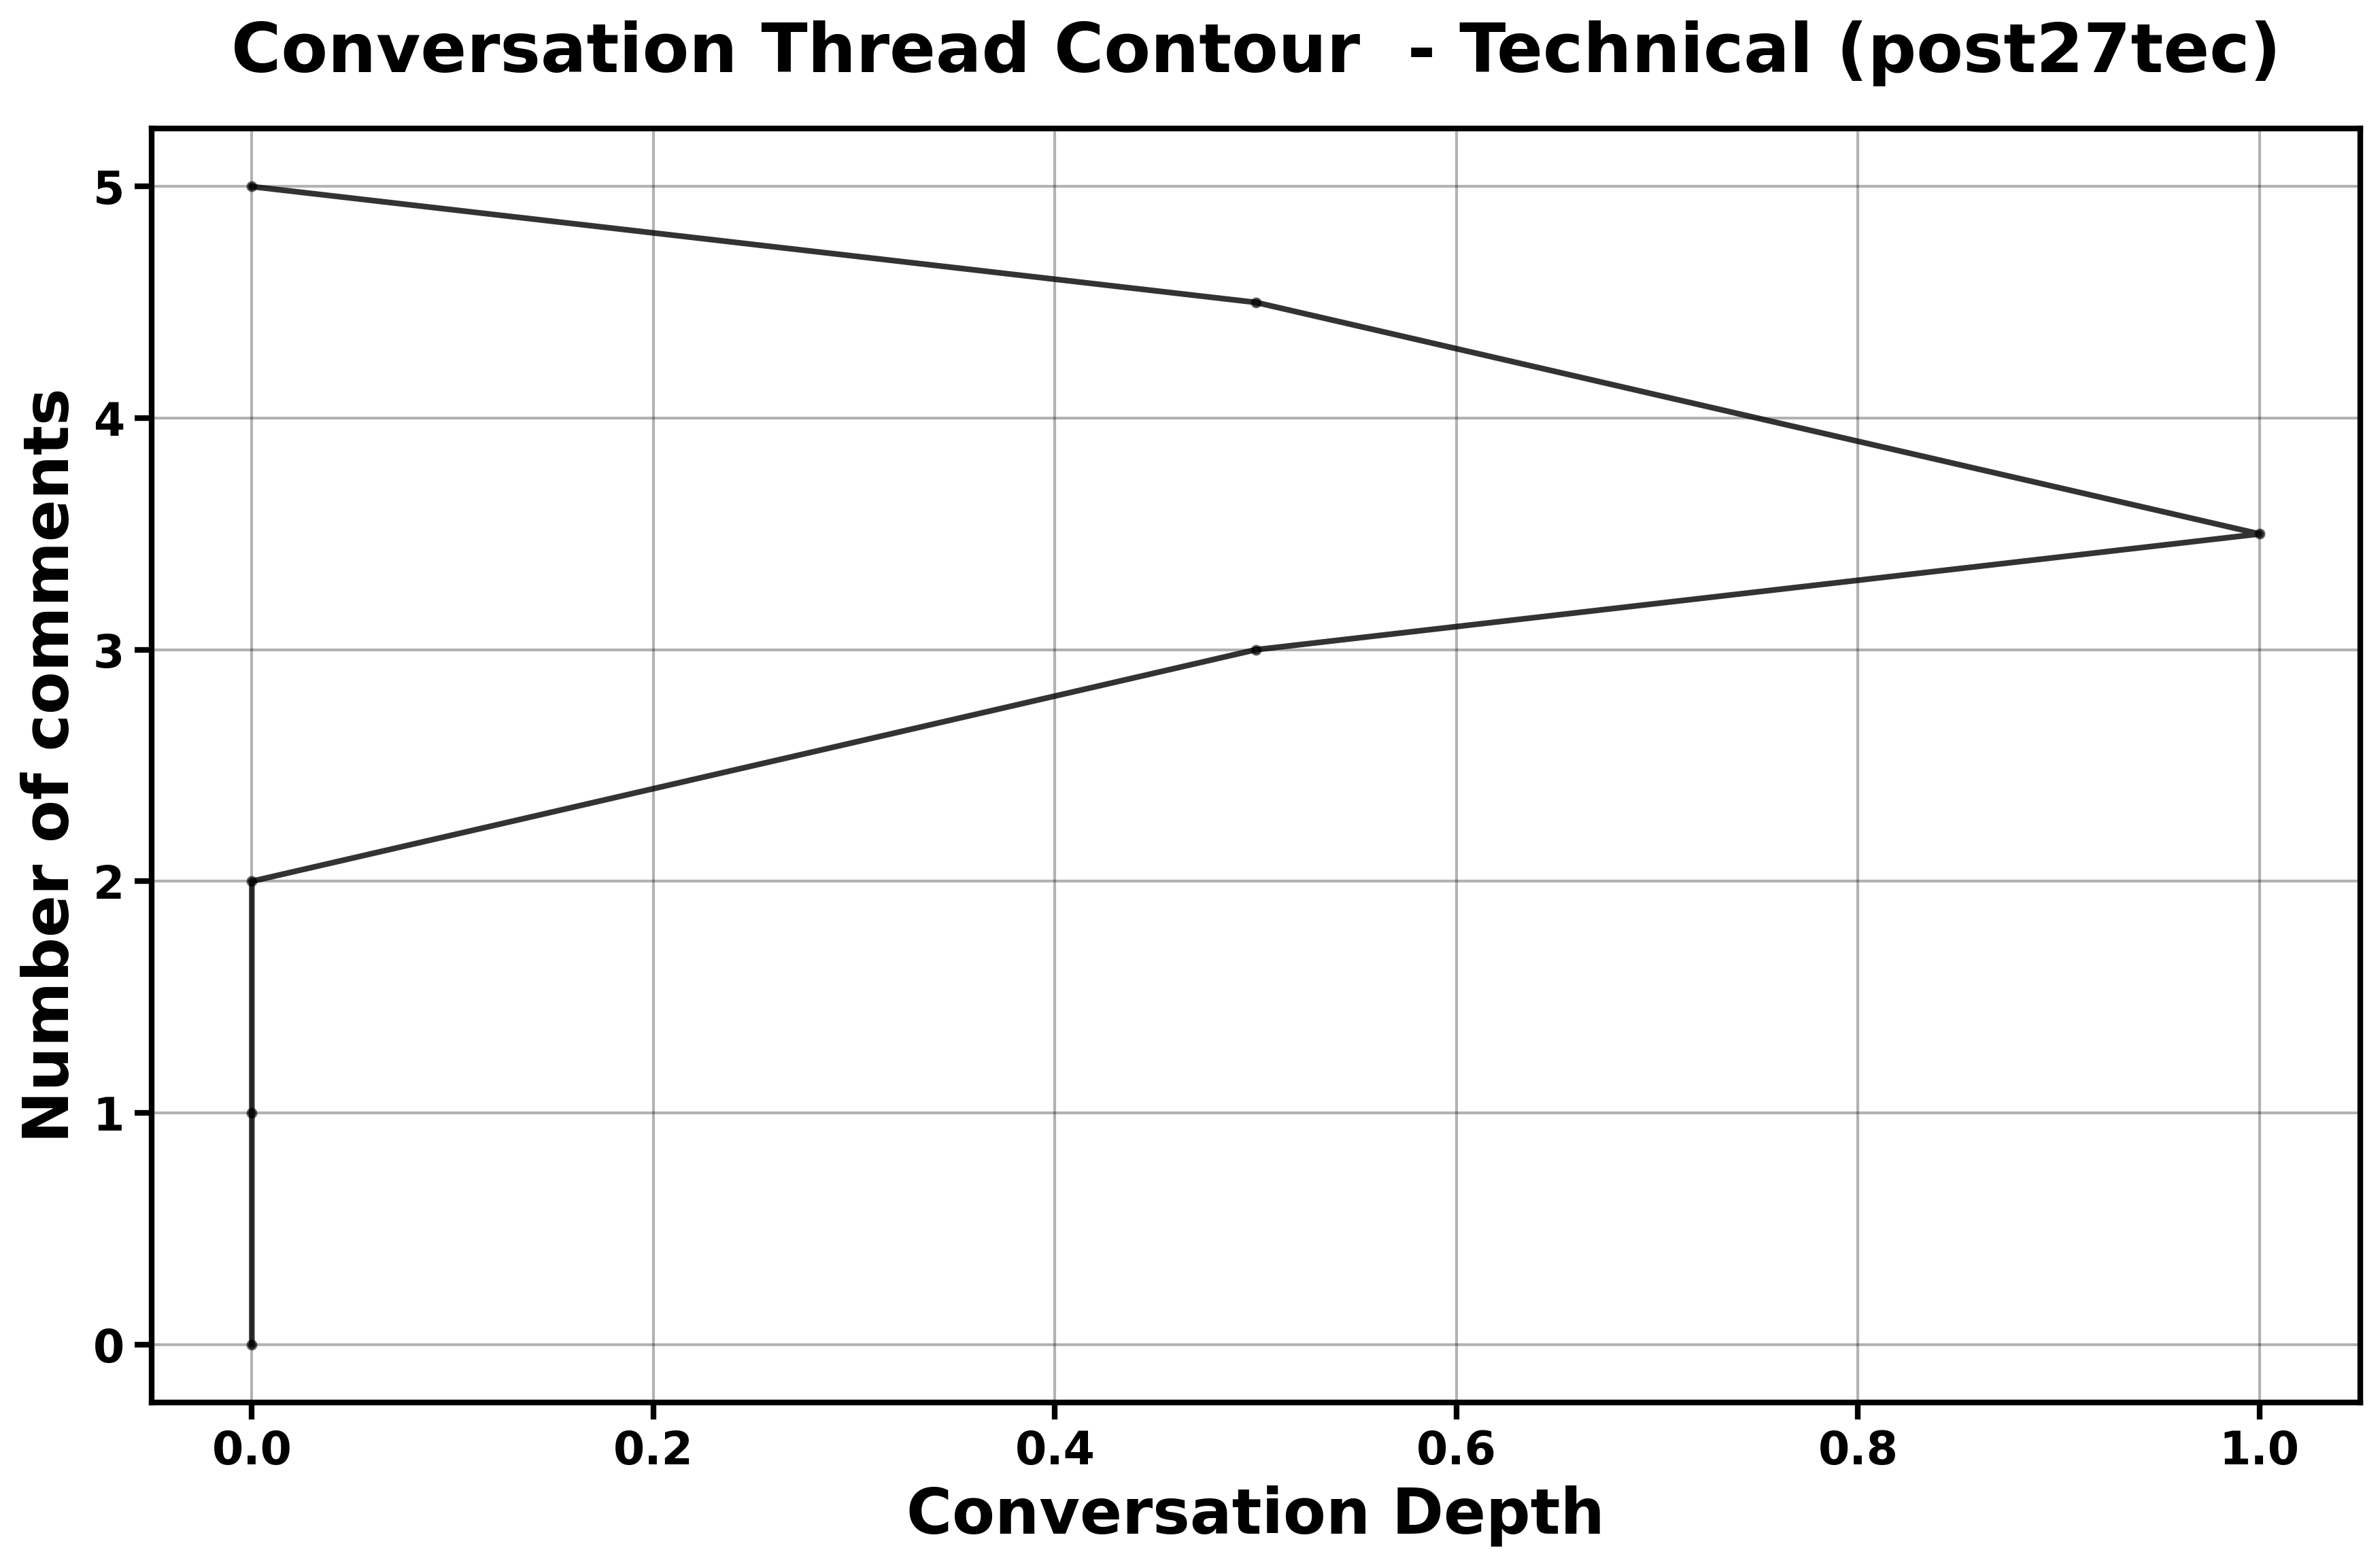 Conversation Thread Contour  - Technical (post27tec)
Number of comments
5
4
3
2
1
0
0.0 0.2 0.4 0.6 0.8 1.0
Conversation Depth